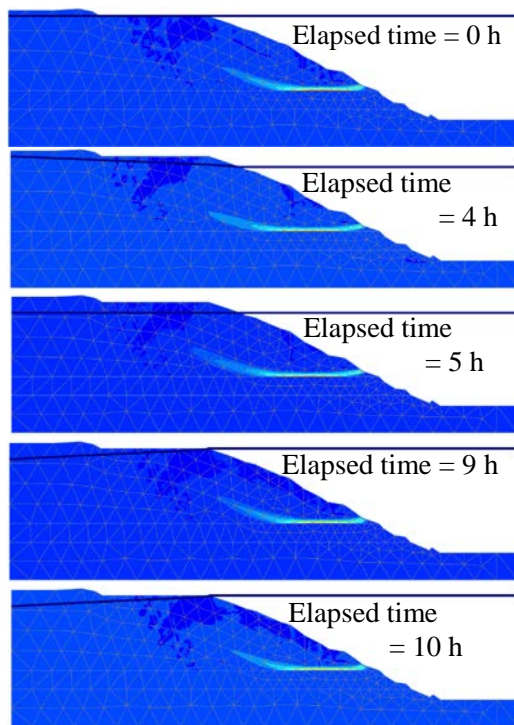 Elapsed time = 0 h
Elapsed time
= 4 h
Elapsed time
= 5 h
Elapsed time = 9 h
Elapsed time
= 10 h